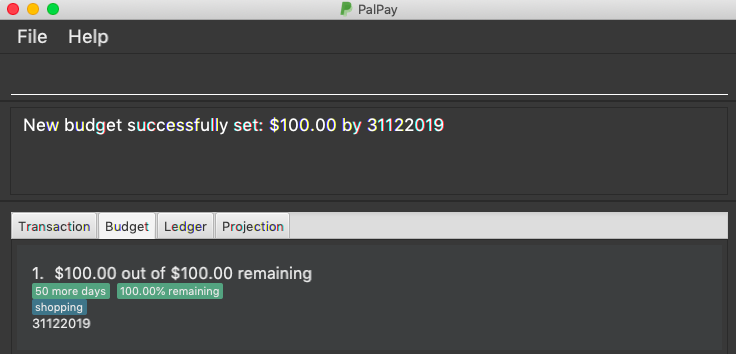 PalPay
File Help
New budget successfully set: $100.00 by 31122019
Transaction Budget Ledger Projection
1. $100.00 out of $100.00 remaining
50 more days 100.00% remaining
shopping
31122019